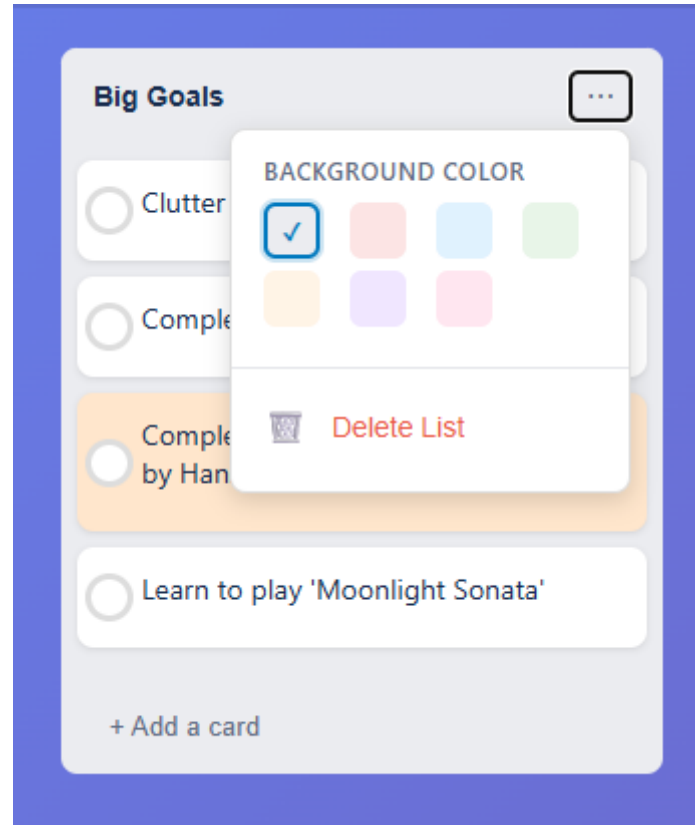 Big Goals
...
BACKGROUND COLOR
✓
Clutter
Comple
Comple
by Han
Delete List
Learn to play 'Moonlight Sonata'
+ Add a card